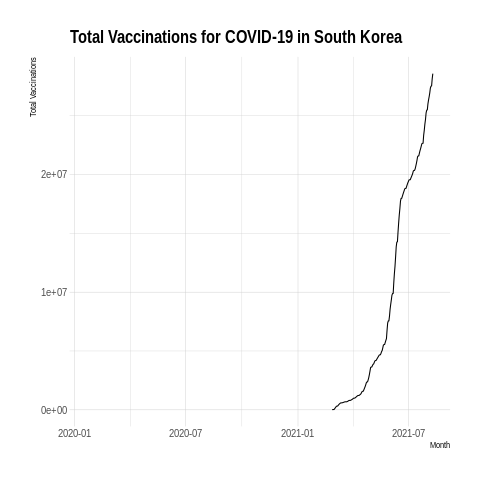 Total Vaccinations for COVID-19 in South Korea
Total Vaccinations
2e+07
1e+07
0e+00
2020-01 2020-07 2021-01 2021-07
Month